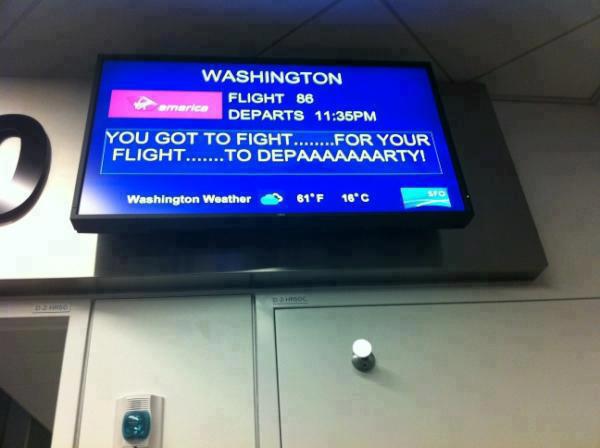 WASHINGTON
america
FLIGHT 86
DEPARTS 11:35PM
YOU GOT TO FIGHT........FOR YOUR
FLIGHT.......TO DEPAAAAAAARTY!
Washington Weather 61°F 16°C
SFO